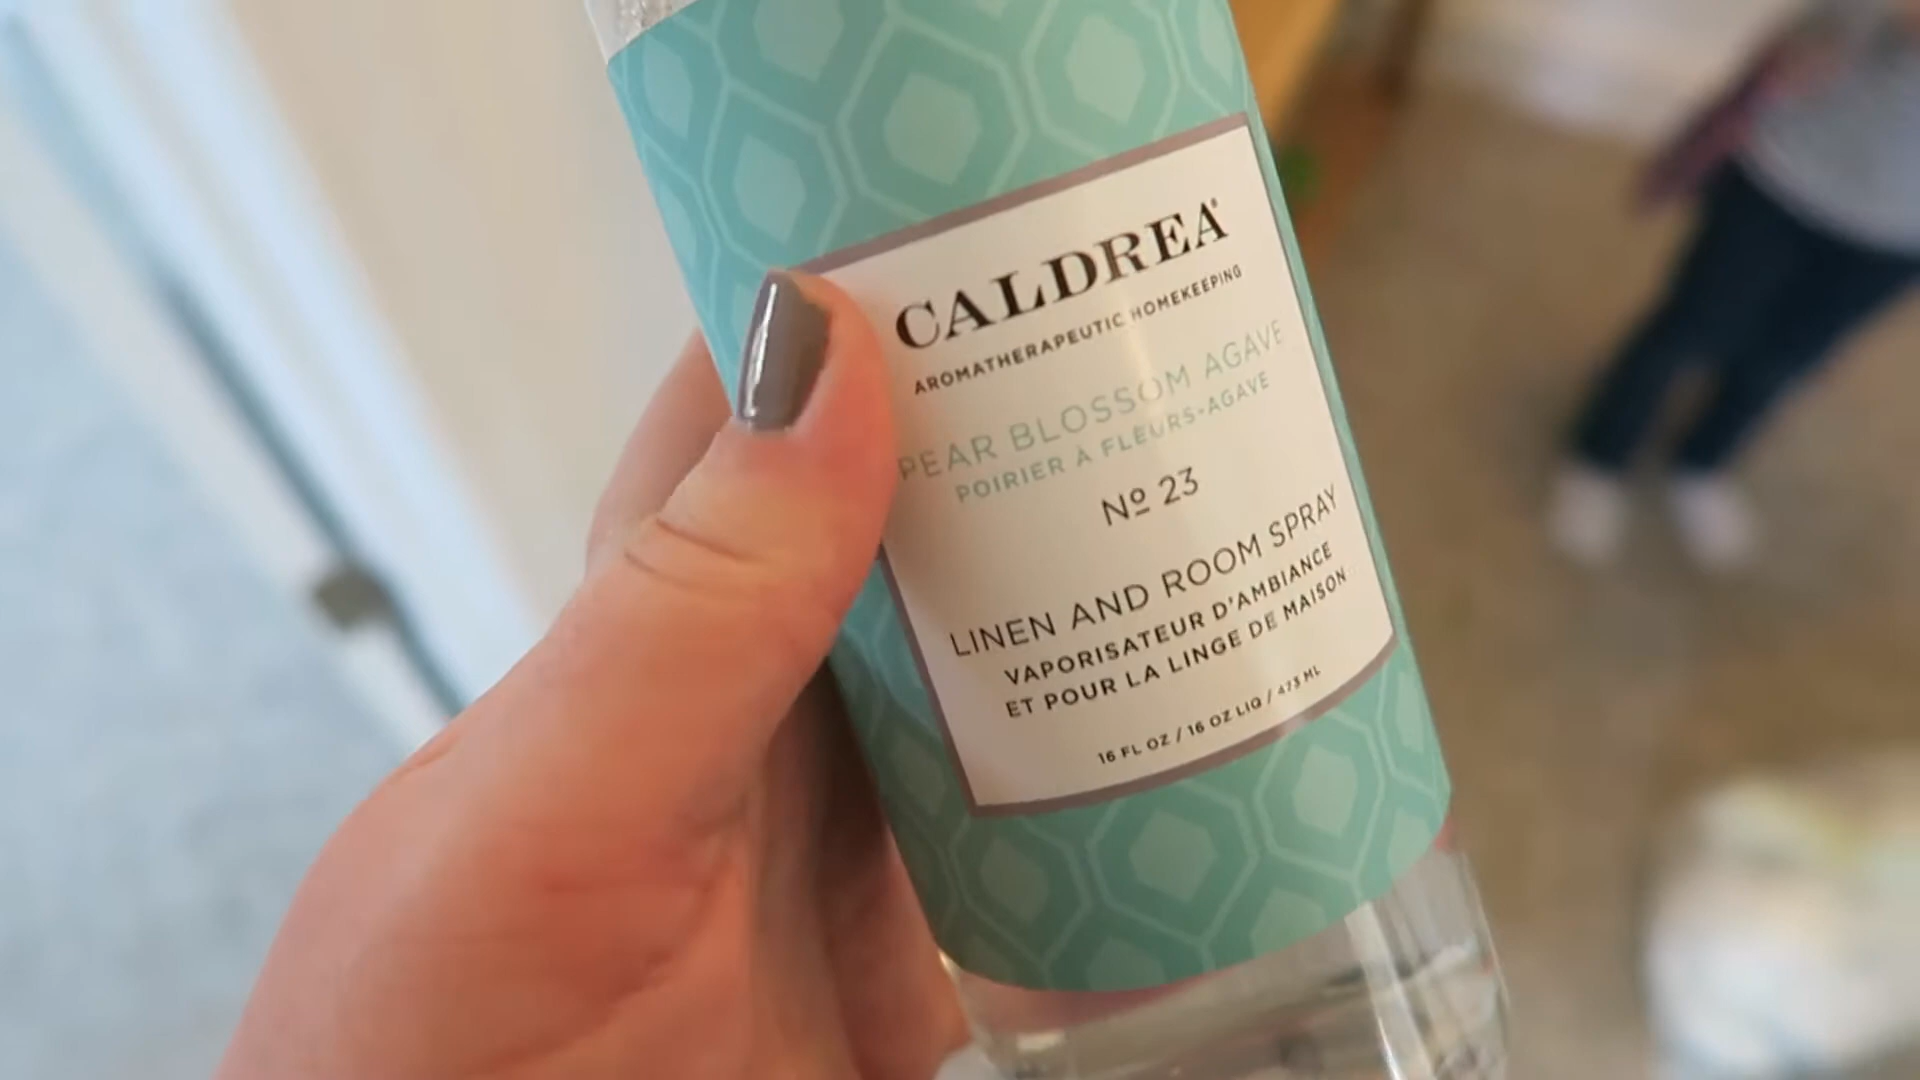 CALDREA®
AROMATHERAPEUTIC HOMEKEEPING
PEAR BLOSSOM AGAVE
POIRIER À FLEURS-AGAVE
Nº 23
LINEN AND ROOM SPRAY
VAPORISATEUR D'AMBIANCE
ET POUR LA LINGE DE MAISON
16 FL OZ / 16 OZ LIQ / 473 ML